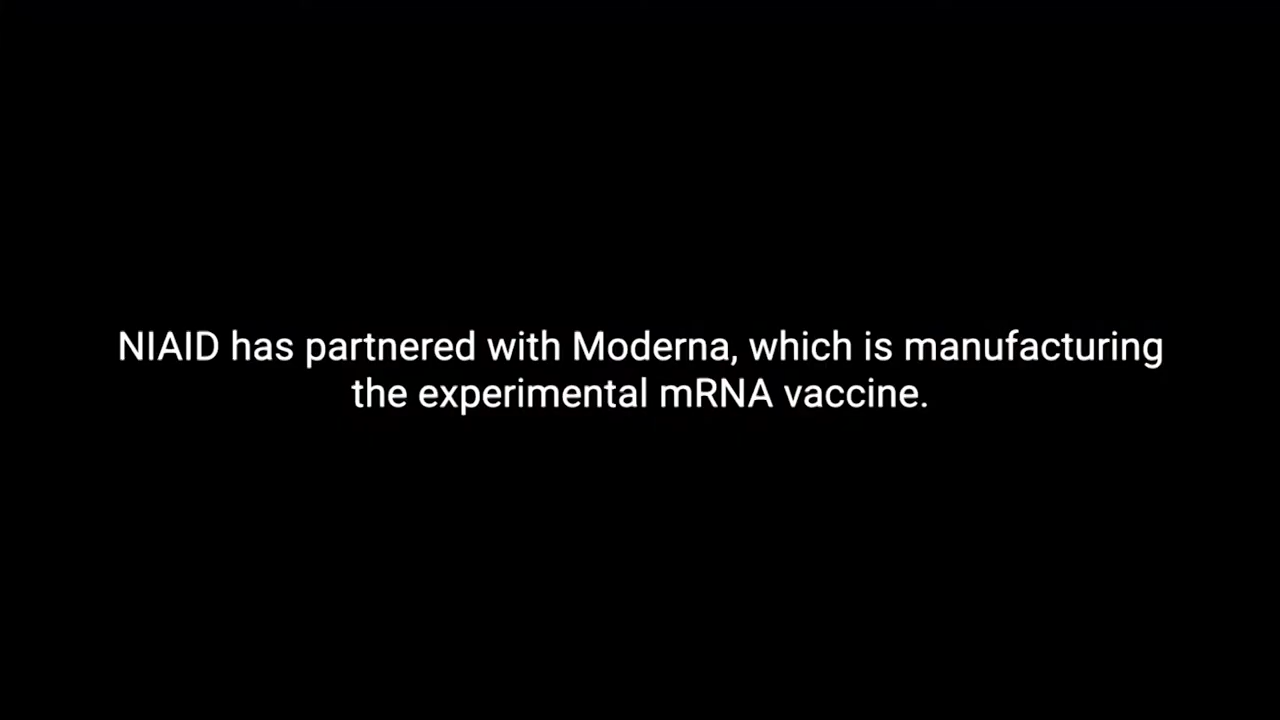 NIAID has partnered with Moderna, which is manufacturing
the experimental mRNA vaccine.